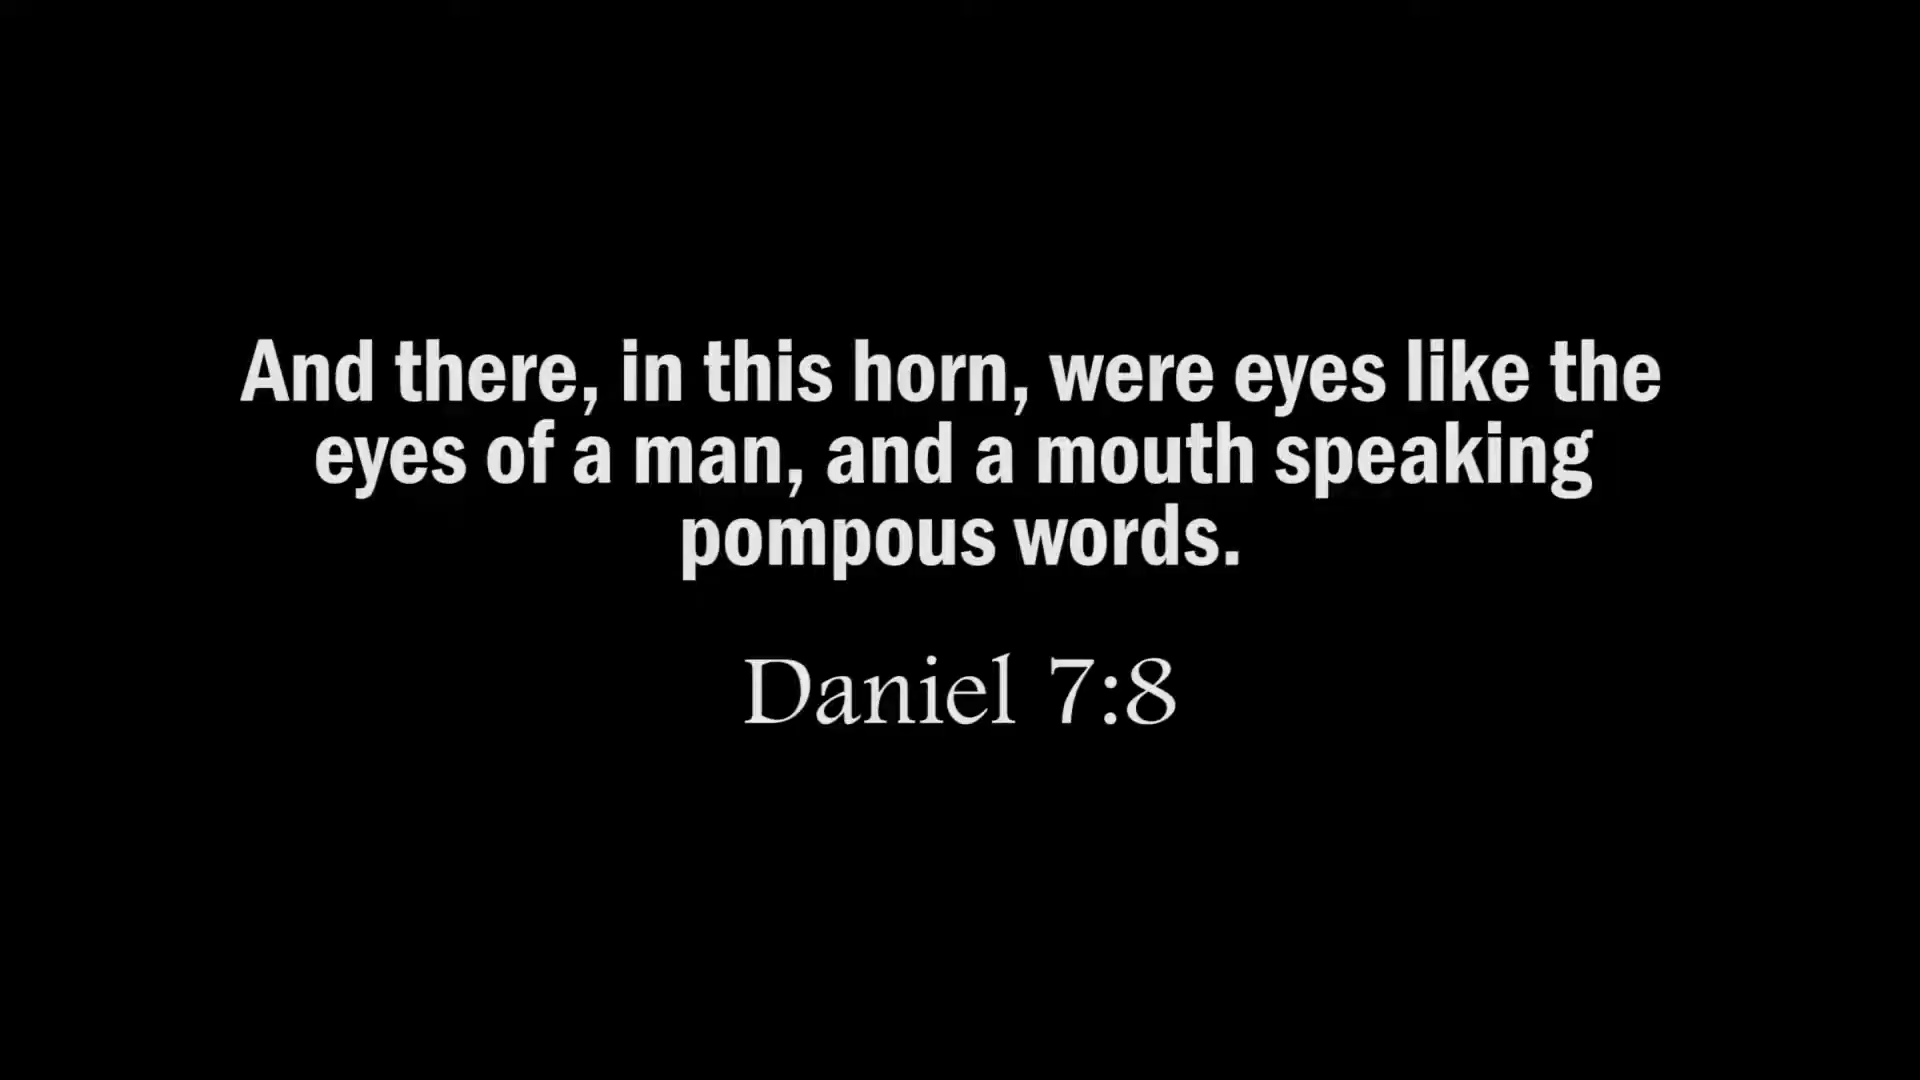 And there, in this horn, were eyes like the
eyes of a man, and a mouth speaking
pompous words.
Daniel 7:8